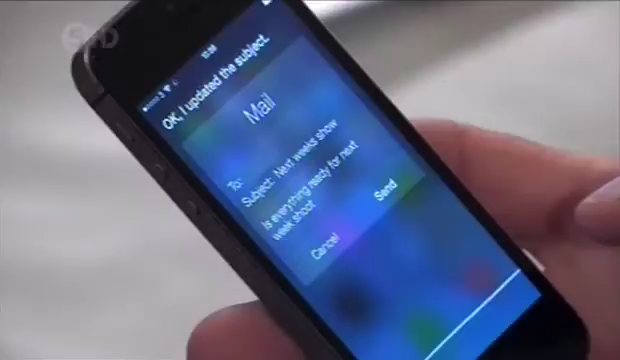 HD
OK, I updated the subject.
Mail
To:
Subject: Next weeks show
Is everything ready for next
week shoot
Cancel Send